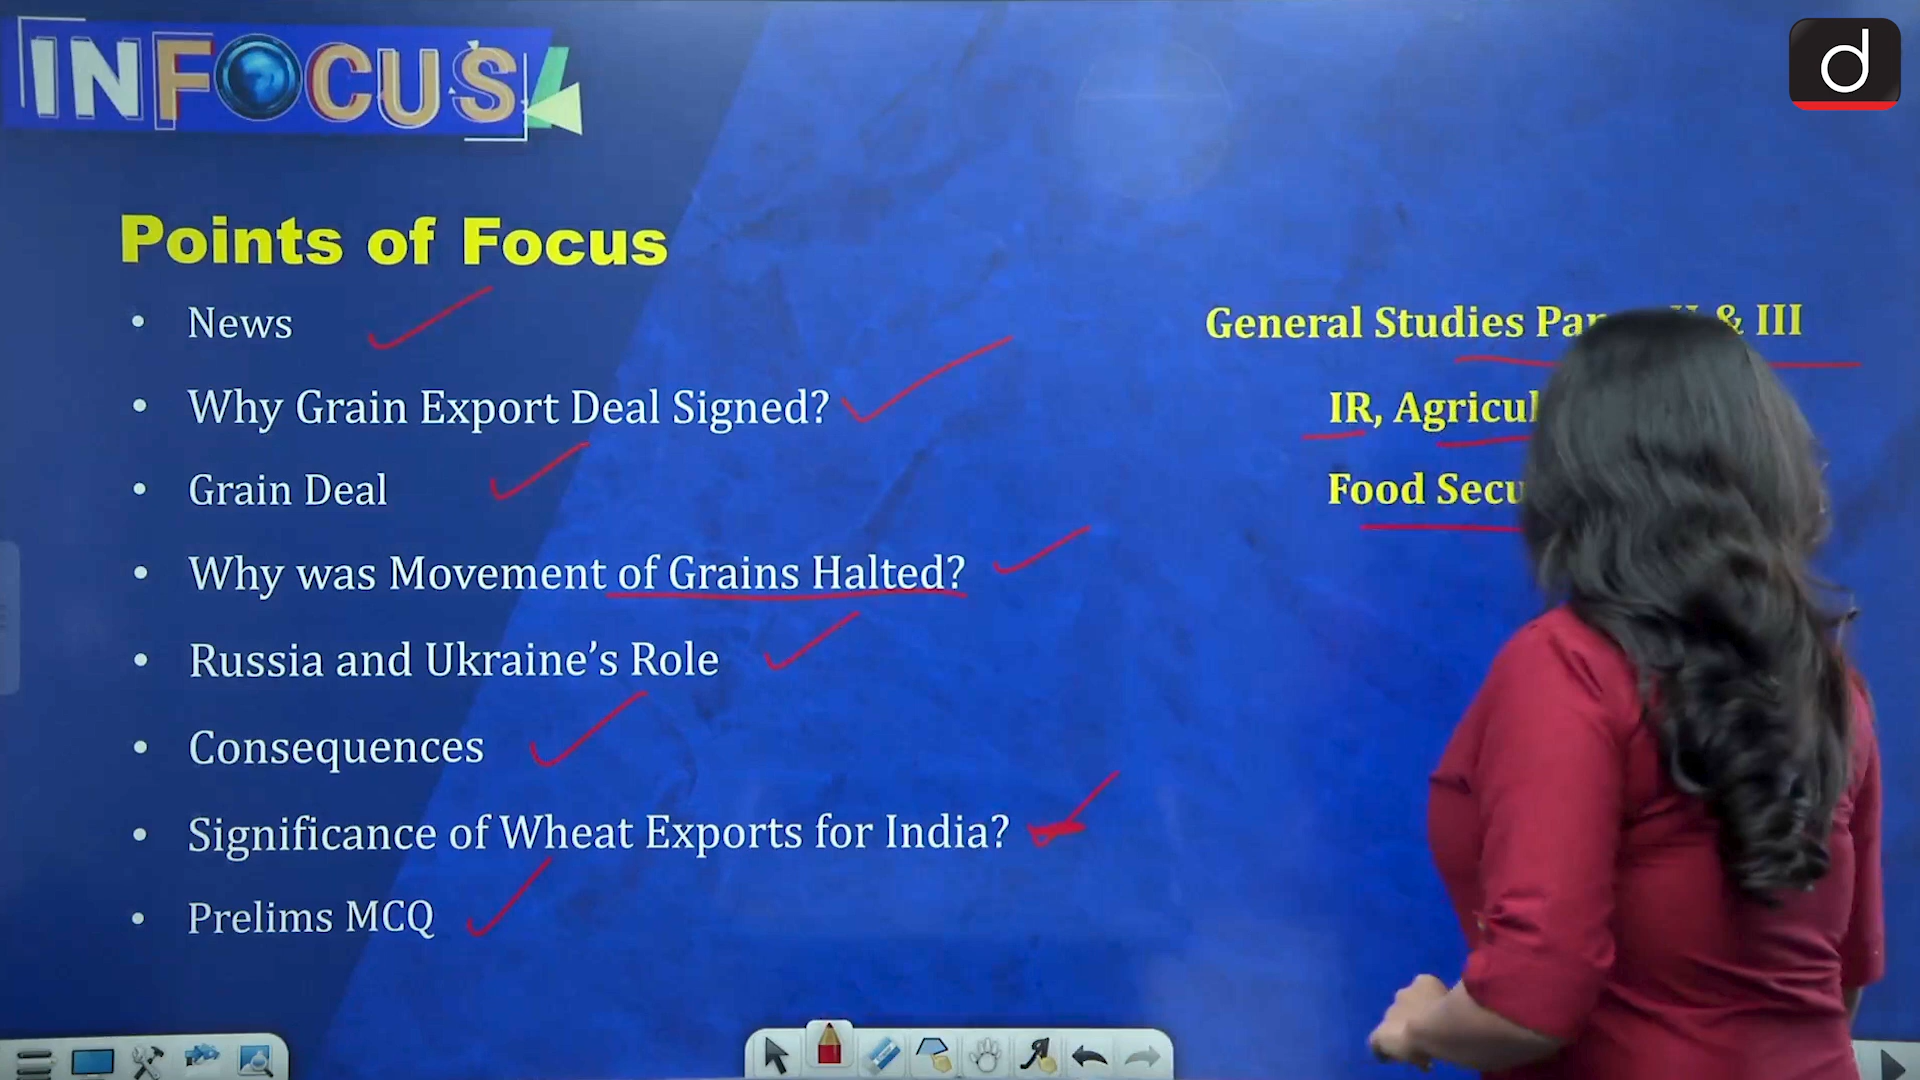 INFOCUS
d
Points of Focus
• News
• Why Grain Export Deal Signed?
• Grain Deal
• Why was Movement of Grains Halted?
• Russia and Ukraine's Role
• Consequences
• Significance of Wheat Exports for India?
• Prelims MCQ
General Studies & III
IR,
Food